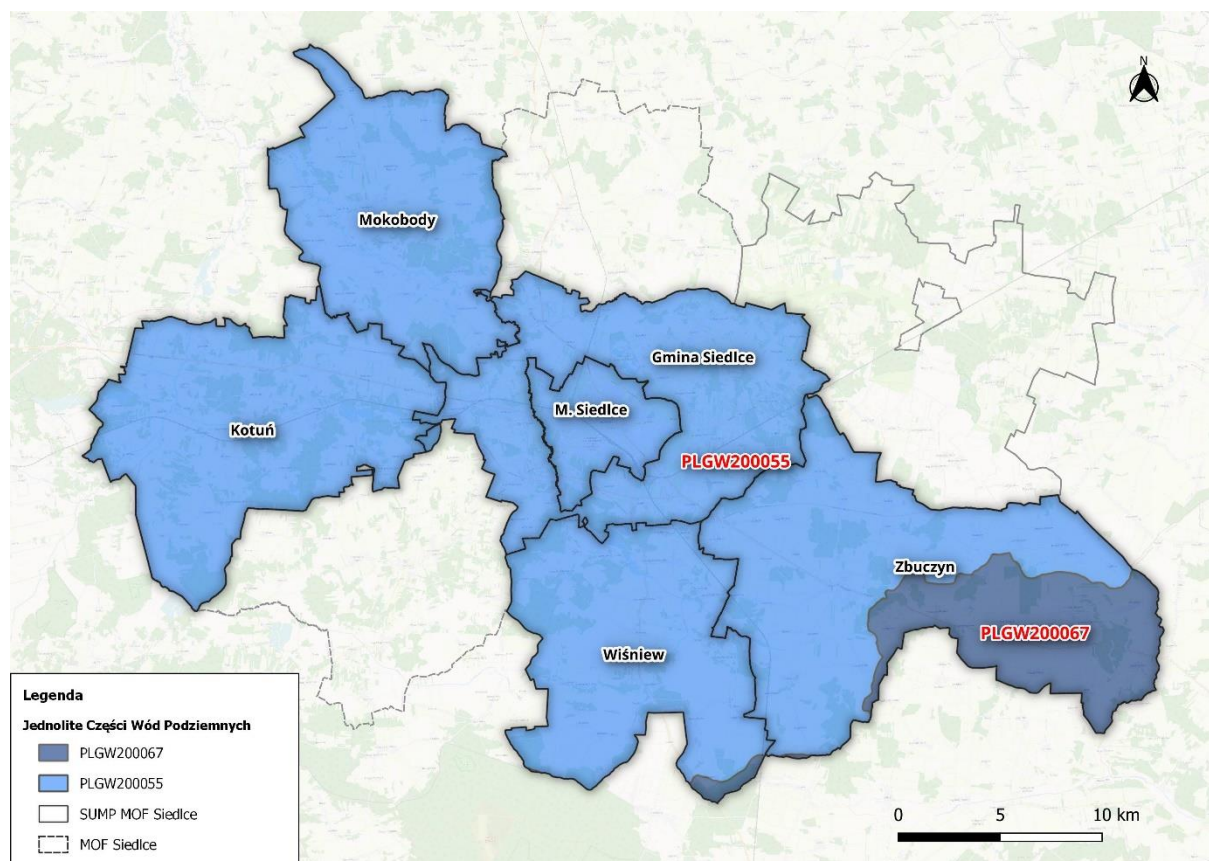 N
Mokobody
Gmina Siedlce
M. Siedlce
Kotuń
PLGW200055
Zbuczyn
PLGW200067
Wiśniew
Legenda
Jednolite Części Wód Podziemnych
PLGW200067
PLGW200055
SUMP MOF Siedlce
MOF Siedlce
0 5 10 km